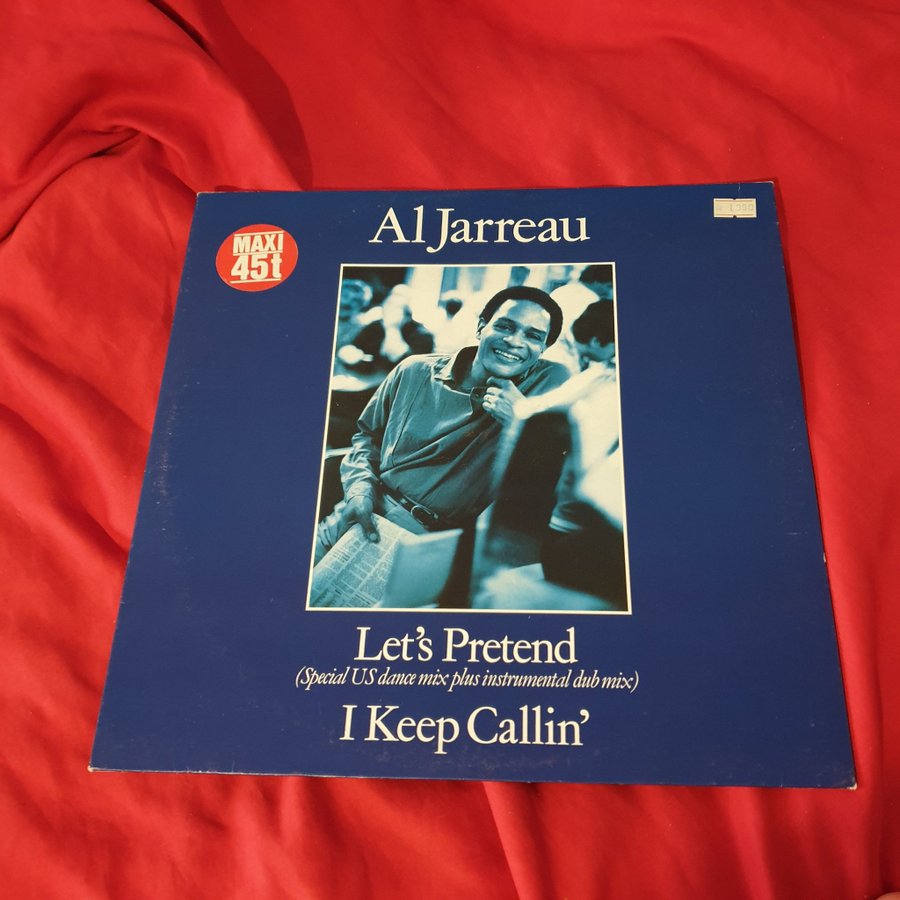 Al Jarreau
MAXI
45t
Let's Pretend
(Special US dance mix plus instrumental dub mix)
I Keep Callin'